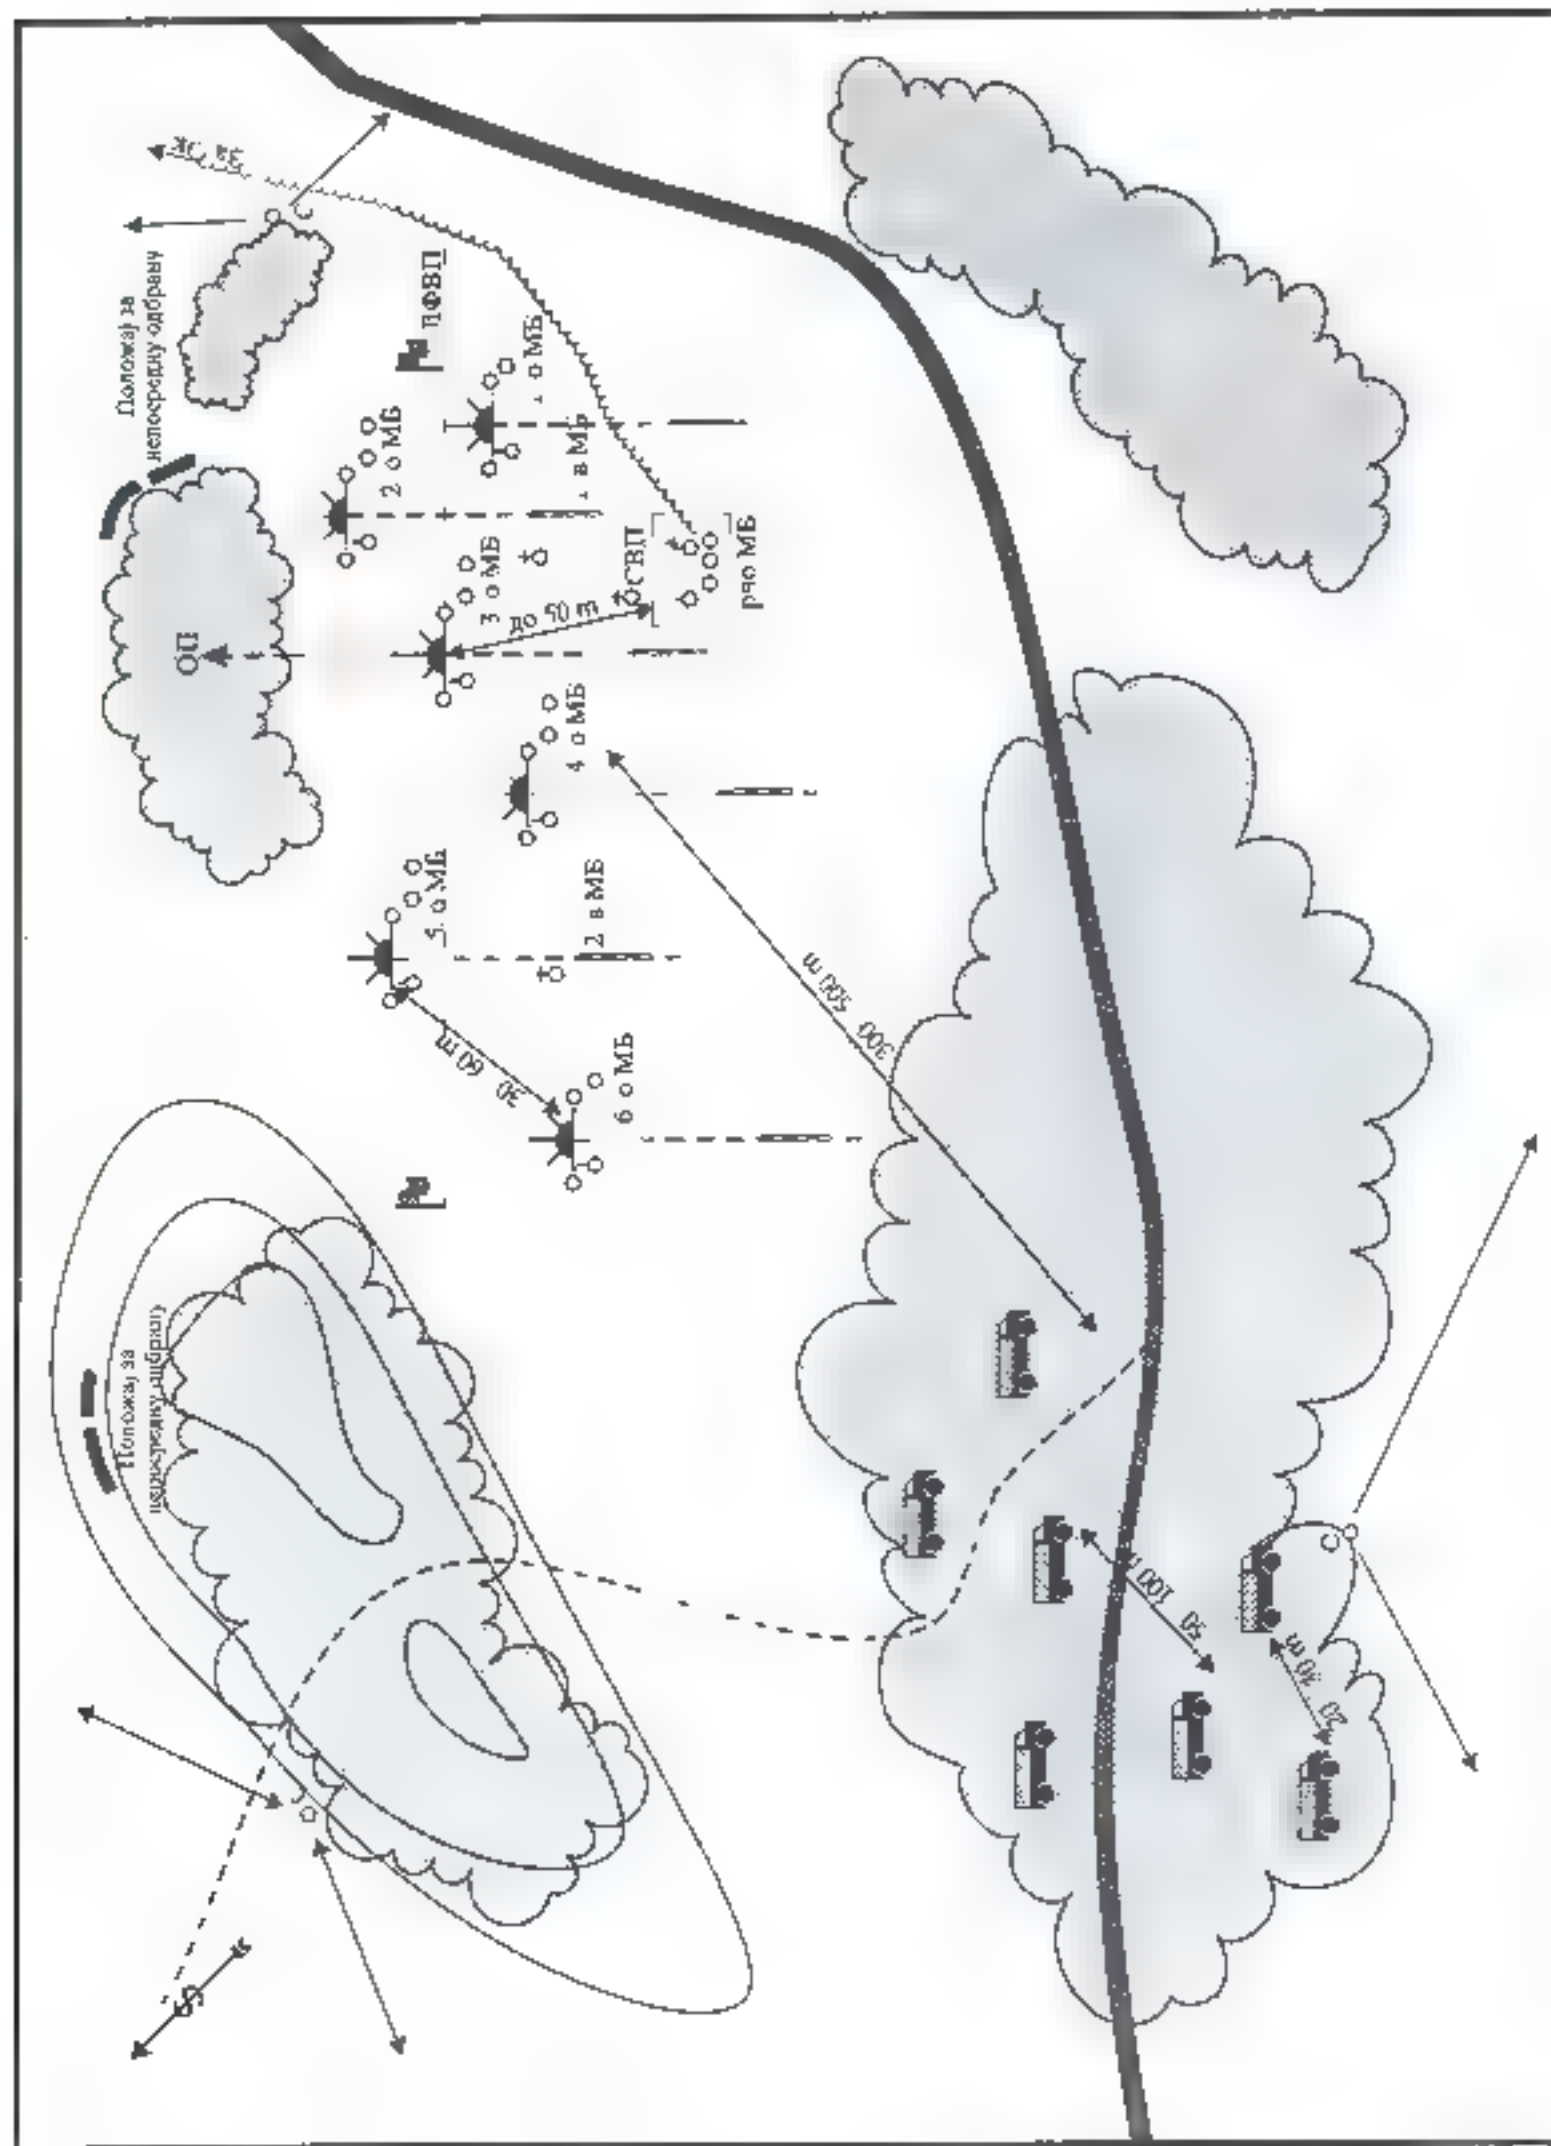 За ОК
Положај за
непосредну одбрану
ПФВП
1 о МБ
2 о МБ
1 в МБ
3 о МБ
ОП
СВП
до 50 m
рчо МБ
4 о МБ
5. о МБ
2 в МБ
30 60 m
6 о МБ
300 500 m
Положај за
непосредну одбрану
50 100
20 30 m